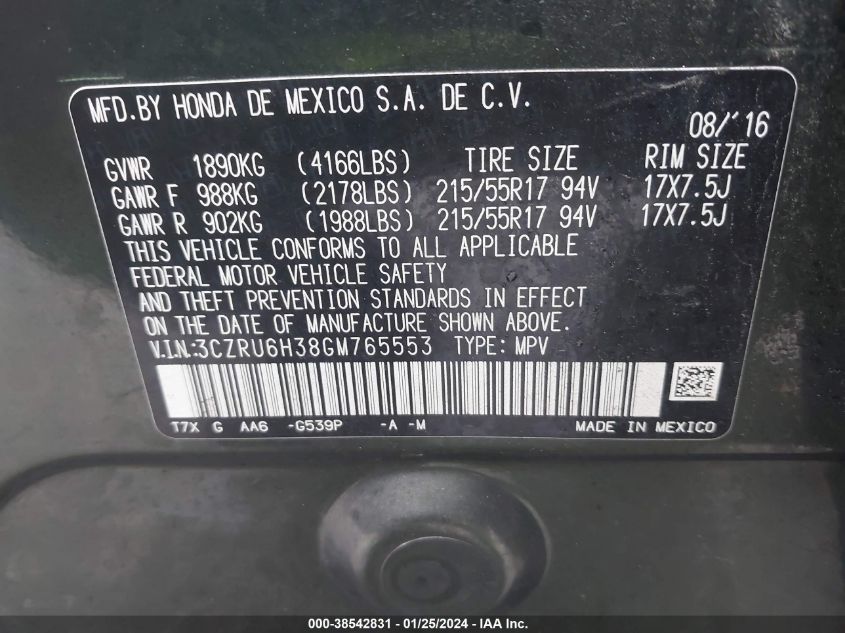 MFD.BY HONDA DE MEXICO S.A. DE C.V.
08/'16
GVWR 1890KG (4166LBS) TIRE SIZE RIM SIZE
GAWR F 988KG (2178LBS) 215/55R17 94V 17X7.5J
GAWR R 902KG (1988LBS) 215/55R17 94V 17X7.5J
THIS VEHICLE CONFORMS TO ALL APPLICABLE
FEDERAL MOTOR VEHICLE SAFETY
AND THEFT PREVENTION STANDARDS IN EFFECT
ON THE DATE OF MANUFACTURE SHOWN ABOVE.
V.I.N:3CZRU6H38GM765553 TYPE: MPV
T7X G AA6 -G539P -A -M MADE IN MEXICO
000-38542831 - 01/25/2024 - IAA Inc.